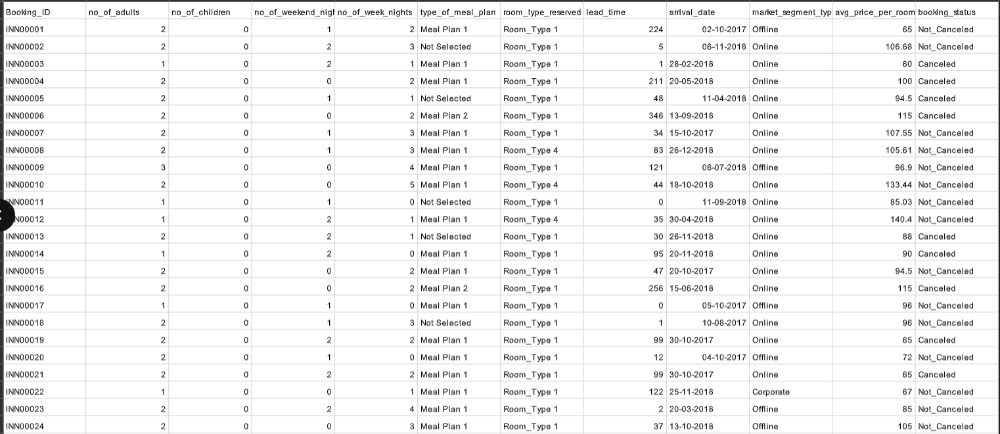 Booking_ID no_of_adults no_of_children no_of_weekend_nigh no_of_week_nights type_of_meal_plan room_type_reserved lead_time arrival_date market_segment_typ avg_price_per_room booking_status
INN00001 2 0 1 2 Meal Plan 1 Room_Type 1 224 02-10-2017 Offline 65 Not_Canceled
INN00002 2 0 2 3 Not Selected Room_Type 1 5 06-11-2018 Online 106.68 Not_Canceled
INN00003 1 0 2 1 Meal Plan 1 Room_Type 1 1 28-02-2018 Online 60 Canceled
INN00004 2 0 0 2 Meal Plan 1 Room_Type 1 211 20-05-2018 Online 100 Canceled
INN00005 2 0 1 1 Not Selected Room_Type 1 48 11-04-2018 Online 94.5 Canceled
INN00006 2 0 0 2 Meal Plan 2 Room_Type 1 346 13-09-2018 Online 115 Canceled
INN00007 2 0 1 3 Meal Plan 1 Room_Type 1 34 15-10-2017 Online 107.55 Not_Canceled
INN00008 2 0 1 3 Meal Plan 1 Room_Type 4 83 26-12-2018 Online 105.61 Not_Canceled
INN00009 3 0 0 4 Meal Plan 1 Room_Type 1 121 06-07-2018 Offline 96.9 Not_Canceled
INN00010 2 0 0 5 Meal Plan 1 Room_Type 4 44 18-10-2018 Online 133.44 Not_Canceled
INN00011 1 0 1 0 Not Selected Room_Type 1 0 11-09-2018 Online 85.03 Not_Canceled
INN00012 1 0 2 1 Meal Plan 1 Room_Type 4 35 30-04-2018 Online 140.4 Not_Canceled
INN00013 2 0 2 1 Not Selected Room_Type 1 30 26-11-2018 Online 88 Canceled
INN00014 1 0 2 0 Meal Plan 1 Room_Type 1 95 20-11-2018 Online 90 Canceled
INN00015 2 0 0 2 Meal Plan 1 Room_Type 1 47 20-10-2017 Online 94.5 Not_Canceled
INN00016 2 0 0 2 Meal Plan 2 Room_Type 1 256 15-06-2018 Online 115 Canceled
INN00017 1 0 1 0 Meal Plan 1 Room_Type 1 0 05-10-2017 Offline 96 Not_Canceled
INN00018 2 0 1 3 Not Selected Room_Type 1 1 10-08-2017 Online 96 Not_Canceled
INN00019 2 0 2 2 Meal Plan 1 Room_Type 1 99 30-10-2017 Online 65 Canceled
INN00020 2 0 1 0 Meal Plan 1 Room_Type 1 12 04-10-2017 Offline 72 Not_Canceled
INN00021 2 0 2 2 Meal Plan 1 Room_Type 1 99 30-10-2017 Online 65 Canceled
INN00022 1 0 0 1 Meal Plan 1 Room_Type 1 122 25-11-2018 Corporate 67 Not_Canceled
INN00023 2 0 2 4 Meal Plan 1 Room_Type 1 2 20-03-2018 Offline 85 Not_Canceled
INN00024 2 0 0 3 Meal Plan 1 Room_Type 1 37 13-10-2018 Offline 105 Not_Canceled